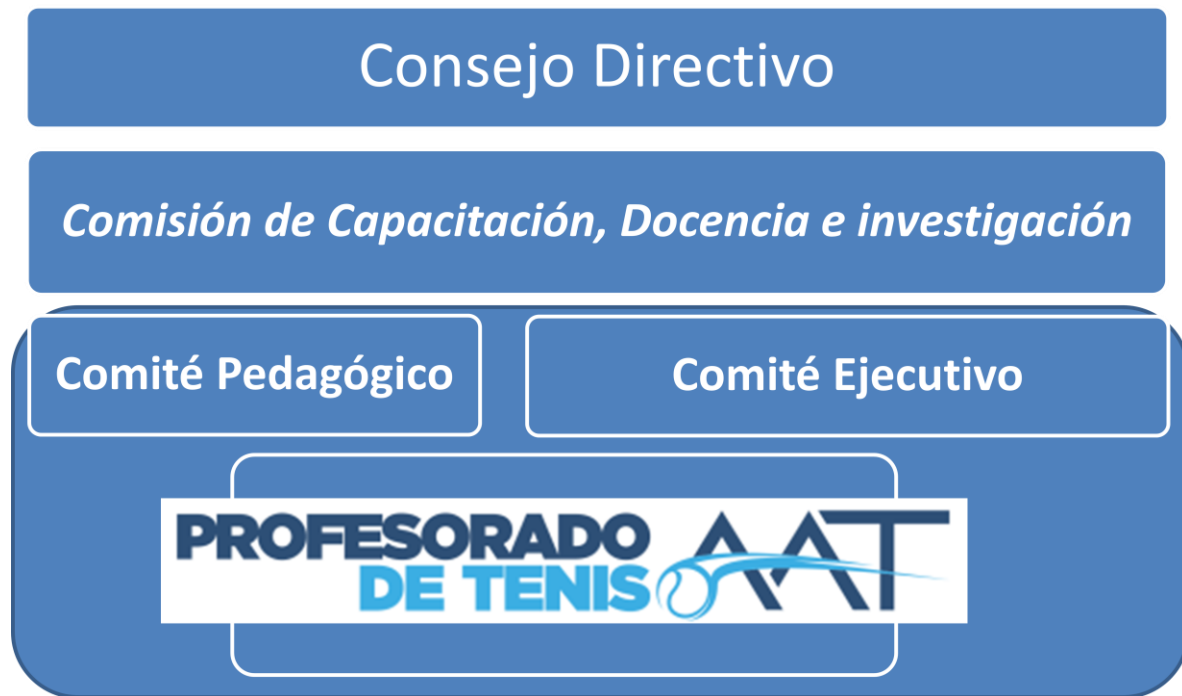 Consejo Directivo
Comisión de Capacitación, Docencia e investigación
Comité Pedagógico
Comité Ejecutivo
PROFESORADO
DE TENIS
AAT